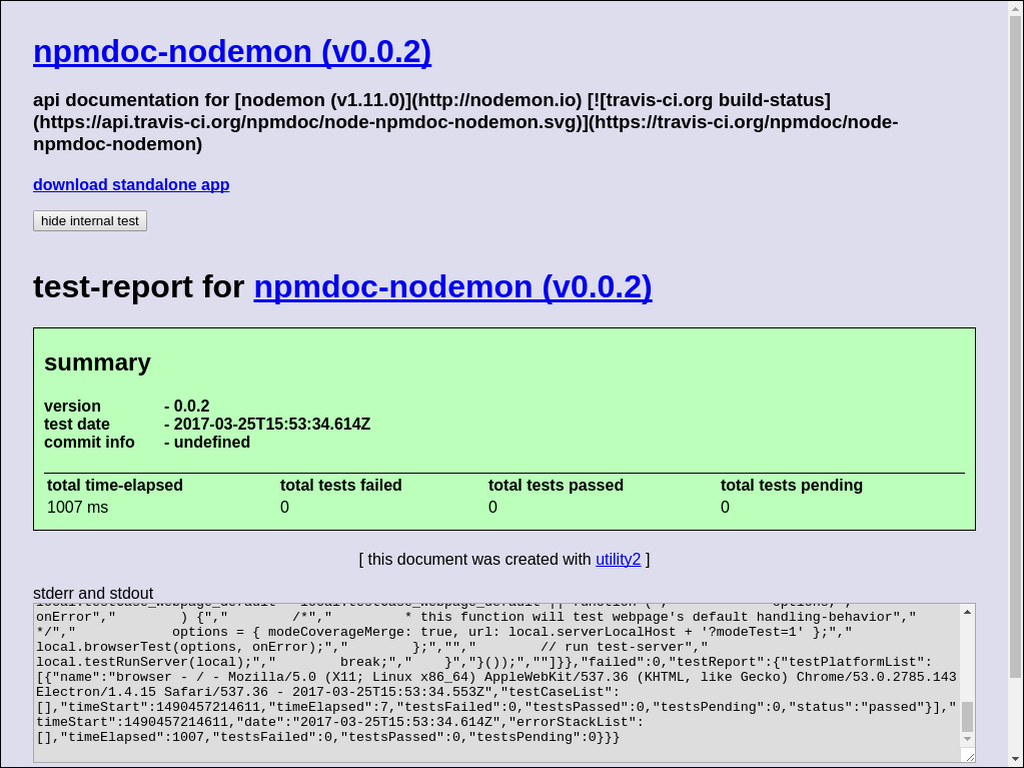 npmdoc-nodemon (v0.0.2)
api documentation for [nodemon (v1.11.0)](http://nodemon.io) [![travis-ci.org build-status]
(https://api.travis-ci.org/npmdoc/node-npmdoc-nodemon.svg)](https://travis-ci.org/npmdoc/node-
npmdoc-nodemon)
download standalone app
hide internal test
test-report for npmdoc-nodemon (v0.0.2)
summary
version - 0.0.2
test date - 2017-03-25T15:53:34.614Z
commit info - undefined
total time-elapsed total tests failed total tests passed total tests pending
1007 ms 0 0 0
[ this document was created with utility2 ]
stderr and stdout
local.testCase_webpage_default || function (","            options,","
onError","        ) {","        /*","         * this function will test webpage's default handling-behavior","
*/","            options = { modeCoverageMerge: true, url: local.serverLocalHost + '?modeTest=1' };","
local.browserTest(options, onError);","        };","","        // run test-server","
local.testRunServer(local);","        break;","    }","}());",""]}},"failed":0,"testReport":{"testPlatformList":
[{"name":"browser - / - Mozilla/5.0 (X11; Linux x86_64) AppleWebKit/537.36 (KHTML, like Gecko) Chrome/53.0.2785.143
Electron/1.4.15 Safari/537.36 - 2017-03-25T15:53:34.553Z","testCaseList":
[],"timeStart":1490457214611,"timeElapsed":7,"testsFailed":0,"testsPassed":0,"testsPending":0,"status":"passed"}],"
timeStart":1490457214611,"date":"2017-03-25T15:53:34.614Z","errorStackList":
[],"timeElapsed":1007,"testsFailed":0,"testsPassed":0,"testsPending":0}}}